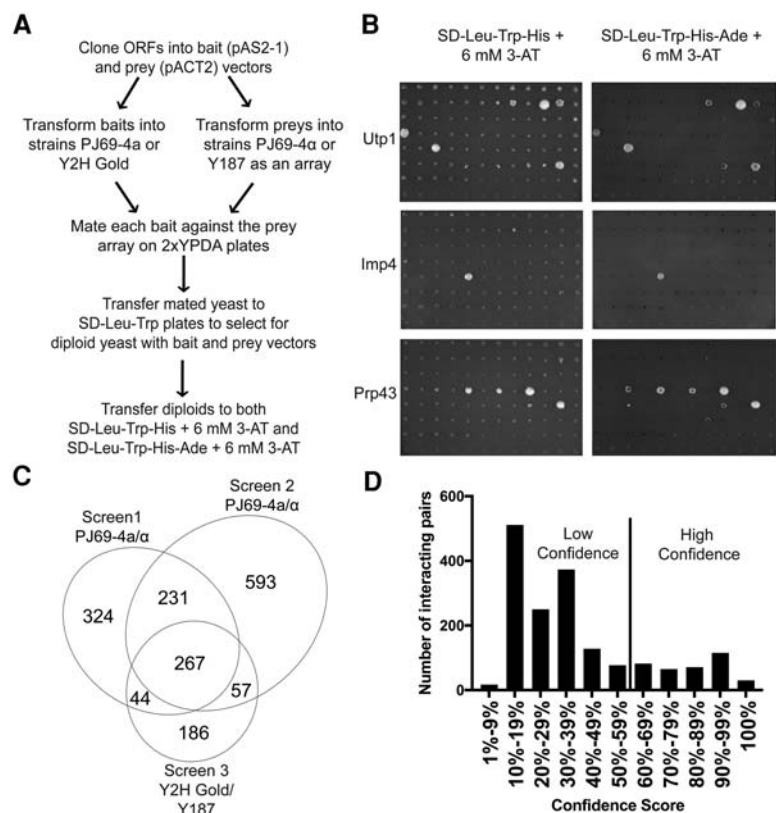 A
Clone ORFs into bait (pAS2-1)
and prey (pACT2) vectors
Transform baits into
strains PJ69-4a or
Y2H Gold
Transform preys into
strains PJ69-4α or
Y187 as an array
Mate each bait against the prey
array on 2xYPDA plates
Transfer mated yeast to
SD-Leu-Trp plates to select for
diploid yeast with bait and prey vectors
Transfer diploids to both
SD-Leu-Trp-His + 6 mM 3-AT and
SD-Leu-Trp-His-Ade + 6 mM 3-AT
B
SD-Leu-Trp-His +
6 mM 3-AT
SD-Leu-Trp-His-Ade +
6 mM 3-AT
Utp1
Imp4
Prp43
C
Screen1
PJ69-4a/α
Screen 2
PJ69-4a/α
324
231
593
267
44
57
186
Screen 3
Y2H Gold/
Y187
D
Number of interacting pairs
600
400
200
0
Low
Confidence
High
Confidence
1%-9%
10%-19%
20%-29%
30%-39%
40%-49%
50%-59%
60%-69%
70%-79%
80%-89%
90%-99%
100%
Confidence Score